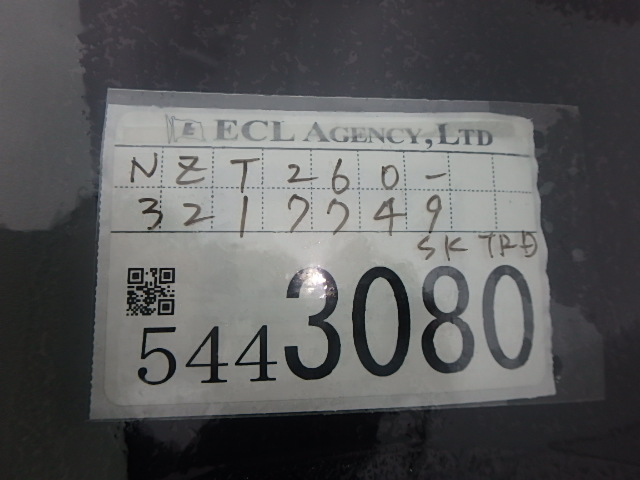 ECL AGENCY, LTD
NZT260-
3217749
SK TRD
5443080